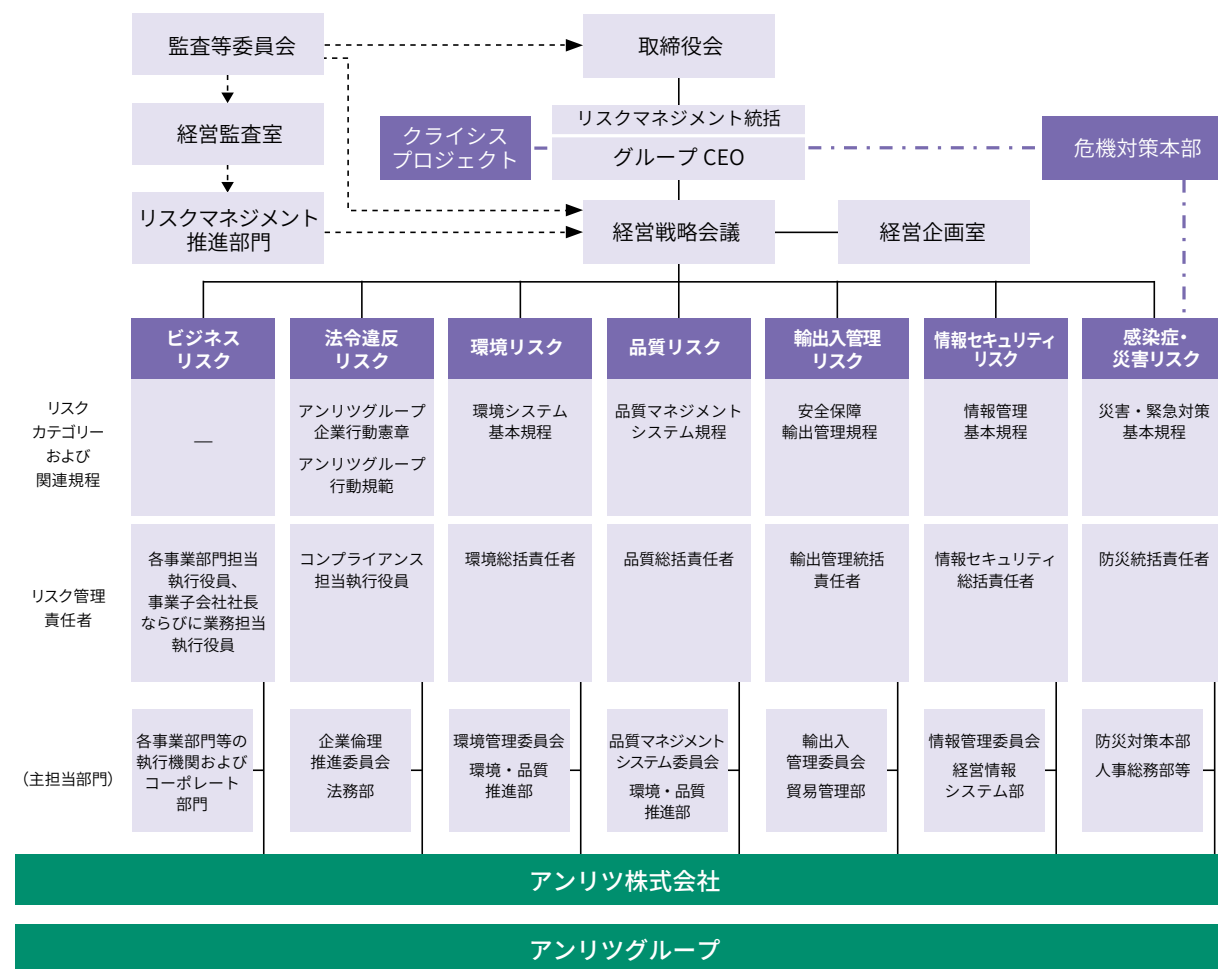 監査等委員会
取締役会
経営監査室
リスクマネジメント統括
グループ CEO
クライシス
プロジェクト
危機対策本部
リスクマネジメント
推進部門
経営戦略会議
経営企画室
ビジネス
リスク
法令違反
リスク
環境リスク
品質リスク
輸出入管理
リスク
情報セキュリティ
リスク
感染症・
災害リスク
リスク
カテゴリー
および
関連規程
—
アンリツグループ
企業行動憲章
アンリツグループ
行動規範
環境システム
基本規程
品質マネジメント
システム規程
安全保障
輸出管理規程
情報管理
基本規程
災害・緊急対策
基本規程
リスク管理
責任者
各事業部門担当
執行役員、
事業子会社社長
ならびに業務担当
執行役員
コンプライアンス
担当執行役員
環境総括責任者
品質総括責任者
輸出管理統括
責任者
情報セキュリティ
総括責任者
防災統括責任者
（主担当部門）
各事業部門等の
執行機関および
コーポレート
部門
企業倫理
推進委員会
法務部
環境管理委員会
環境・品質
推進部
品質マネジメント
システム委員会
環境・品質
推進部
輸出入
管理委員会
貿易管理部
情報管理委員会
経営情報
システム部
防災対策本部
人事総務部等
アンリツ株式会社
アンリツグループ